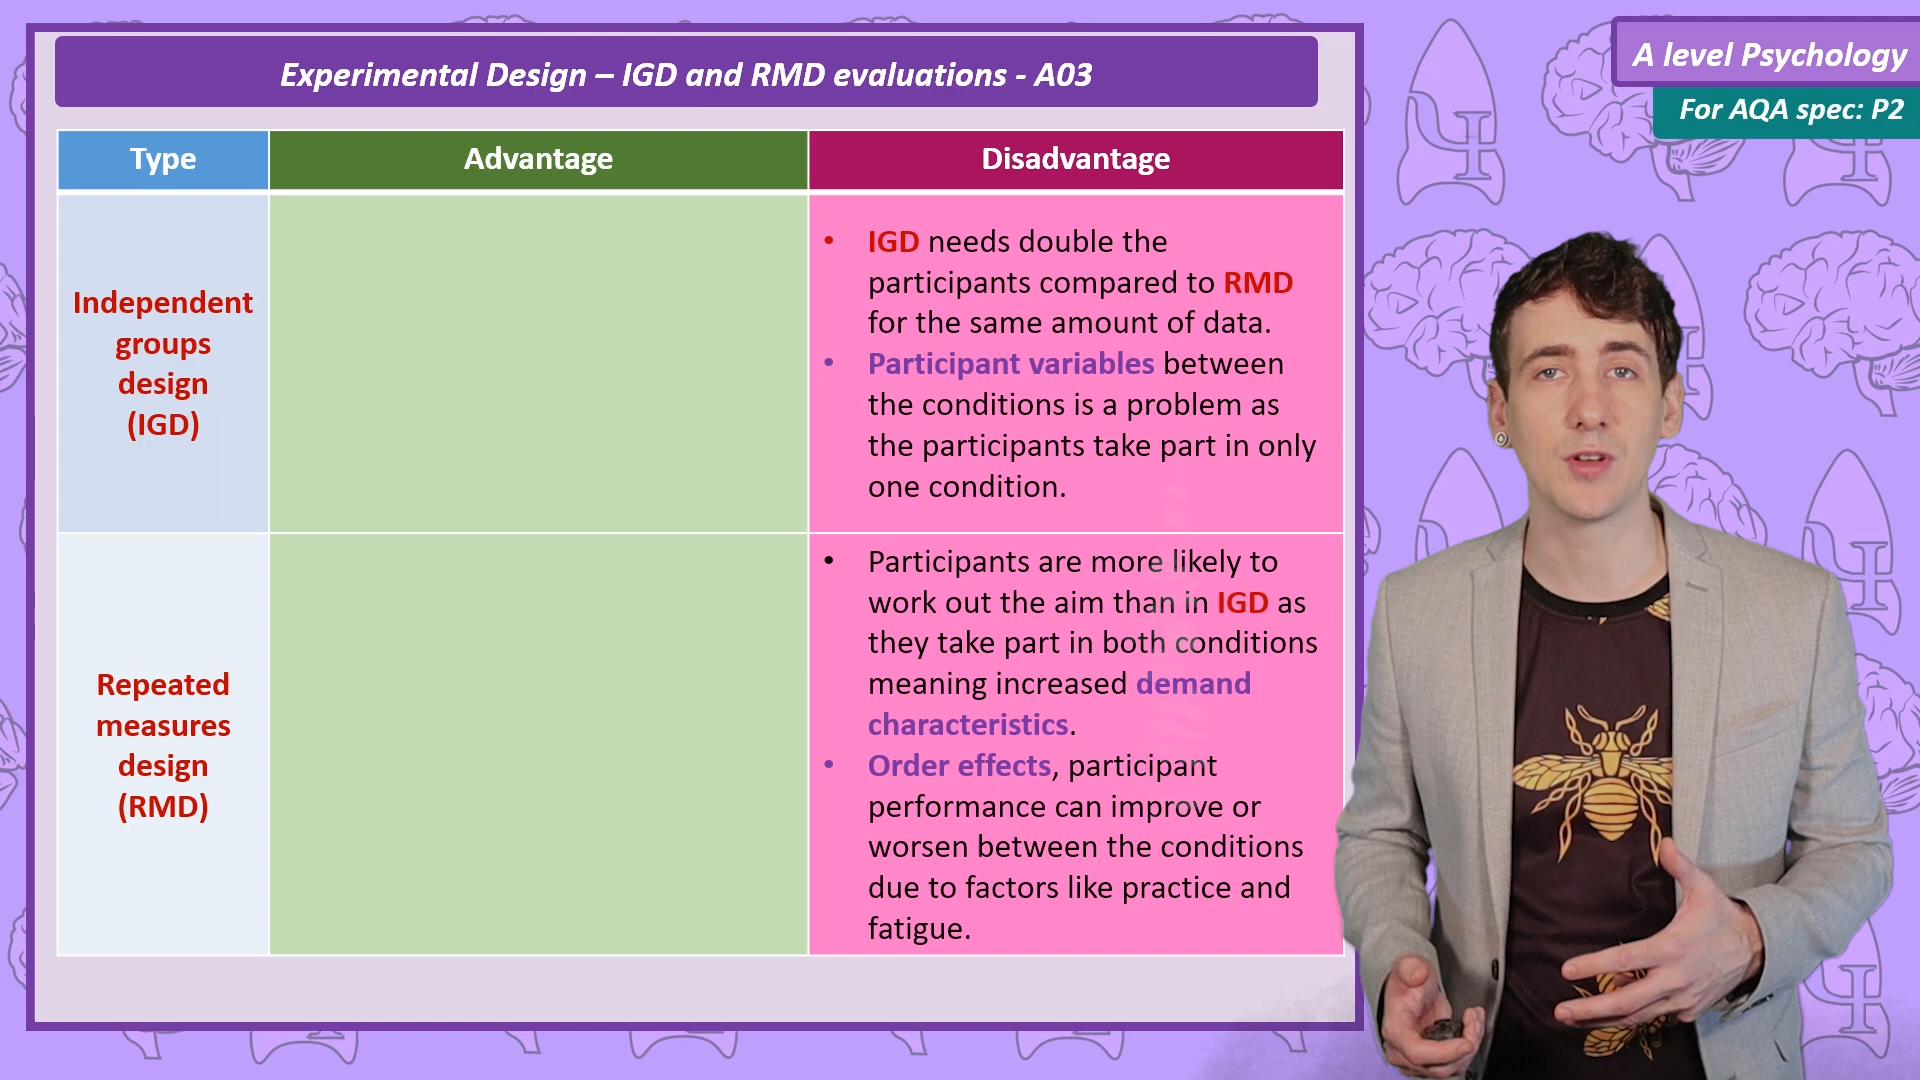 Experimental Design – IGD and RMD evaluations - A03
A level Psychology
For AQA spec: P2
Type
Advantage
Disadvantage
Independent
groups
design
(IGD)
• IGD needs double the
participants compared to RMD
for the same amount of data.
• Participant variables between
the conditions is a problem as
the participants take part in only
one condition.
Repeated
measures
design
(RMD)
• Participants are more likely to
work out the aim than in IGD as
they take part in both conditions
meaning increased demand
characteristics.
• Order effects, participant
performance can improve or
worsen between the conditions
due to factors like practice and
fatigue.